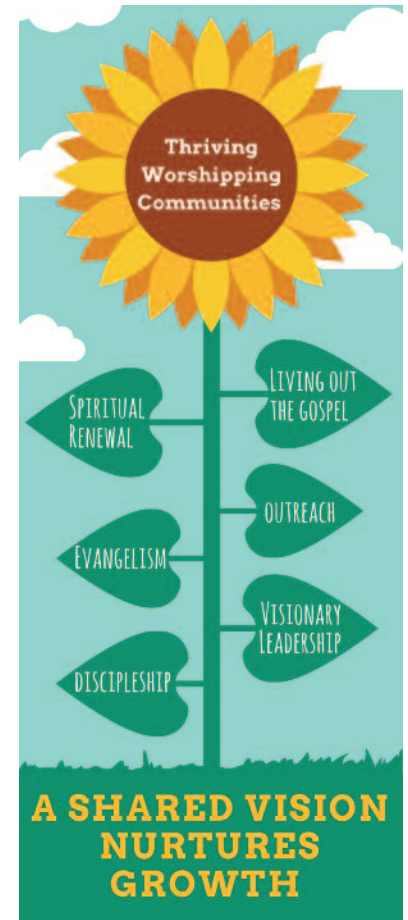 Thriving
Worshipping
Communities
LIVING OUT
THE GOSPEL
SPIRITUAL
RENEWAL
OUTREACH
EVANGELISM
VISIONARY
LEADERSHIP
DISCIPLESHIP
A SHARED VISION
NURTURES
GROWTH